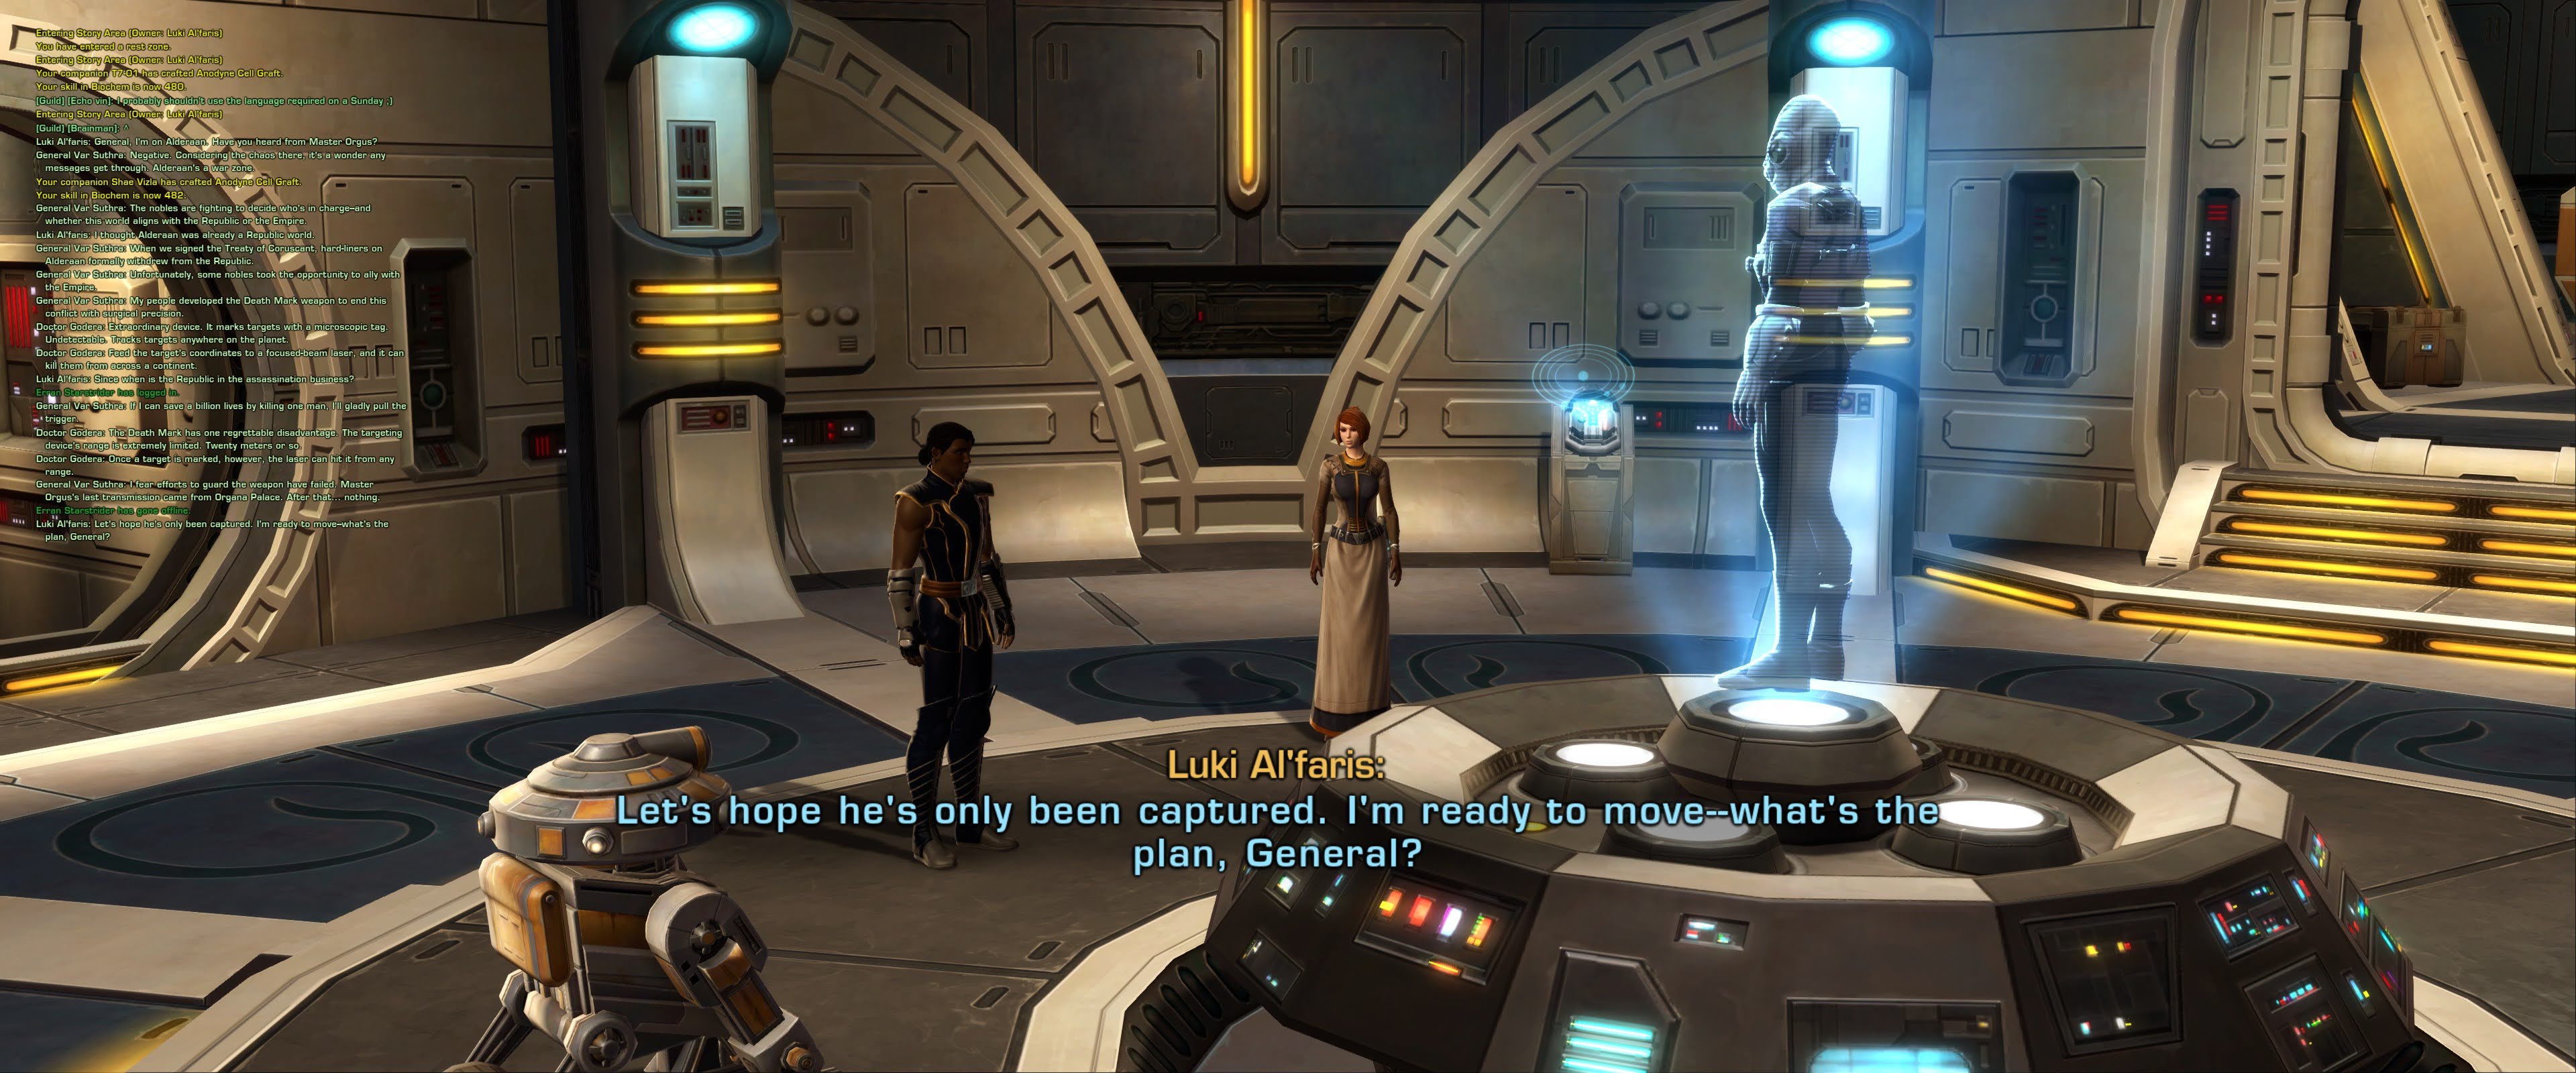 Entering Story Area (Owner: Luki Al'faris)
You have entered a rest zone.
Entering Story Area (Owner: Luki Al'faris)
Your companion T7-01 has crafted Anodyne Cell Graft.
Your skill in Biochem is now 480.
[Guild] [Echo'vin]: I probably shouldn't use the language required on a Sunday ;)
Entering Story Area (Owner: Luki Al'faris)
[Guild] [Brainman]: ^
Luki Al'faris: General, I'm on Alderaan. Have you heard from Master Orgus?
General Var Suthra: Negative. Considering the chaos there, it's a wonder any
messages get through. Alderaan's a war zone.
Your companion Shae Vizla has crafted Anodyne Cell Graft.
Your skill in Biochem is now 482.
General Var Suthra: The nobles are fighting to decide who's in charge--and
whether this world aligns with the Republic or the Empire.
Luki Al'faris: I thought Alderaan was already a Republic world.
General Var Suthra: When we signed the Treaty of Coruscant, hard-liners on
Alderaan formally withdrew from the Republic.
General Var Suthra: Unfortunately, some nobles took the opportunity to ally with
the Empire.
General Var Suthra: My people developed the Death Mark weapon to end this
conflict with surgical precision.
Doctor Godera: Extraordinary device. It marks targets with a microscopic tag.
Undetectable. Tracks targets anywhere on the planet.
Doctor Godera: Feed the target's coordinates to a focused-beam laser, and it can
kill them from across a continent.
Luki Al'faris: Since when is the Republic in the assassination business?
Erran Starstrider has logged in.
General Var Suthra: If I can save a billion lives by killing one man, I'll gladly pull the
trigger.
Doctor Godera: The Death Mark has one regrettable disadvantage. The targeting
device's range is extremely limited. Twenty meters or so.
Doctor Godera: Once a target is marked, however, the laser can hit it from any
range.
General Var Suthra: I fear efforts to guard the weapon have failed. Master
Orgus's last transmission came from Organa Palace. After that... nothing.
Erran Starstrider has gone offline.
Luki Al'faris: Let's hope he's only been captured. I'm ready to move--what's the
plan, General?
Luki Al'faris:
Let's hope he's only been captured. I'm ready to move--what's the
plan, General?